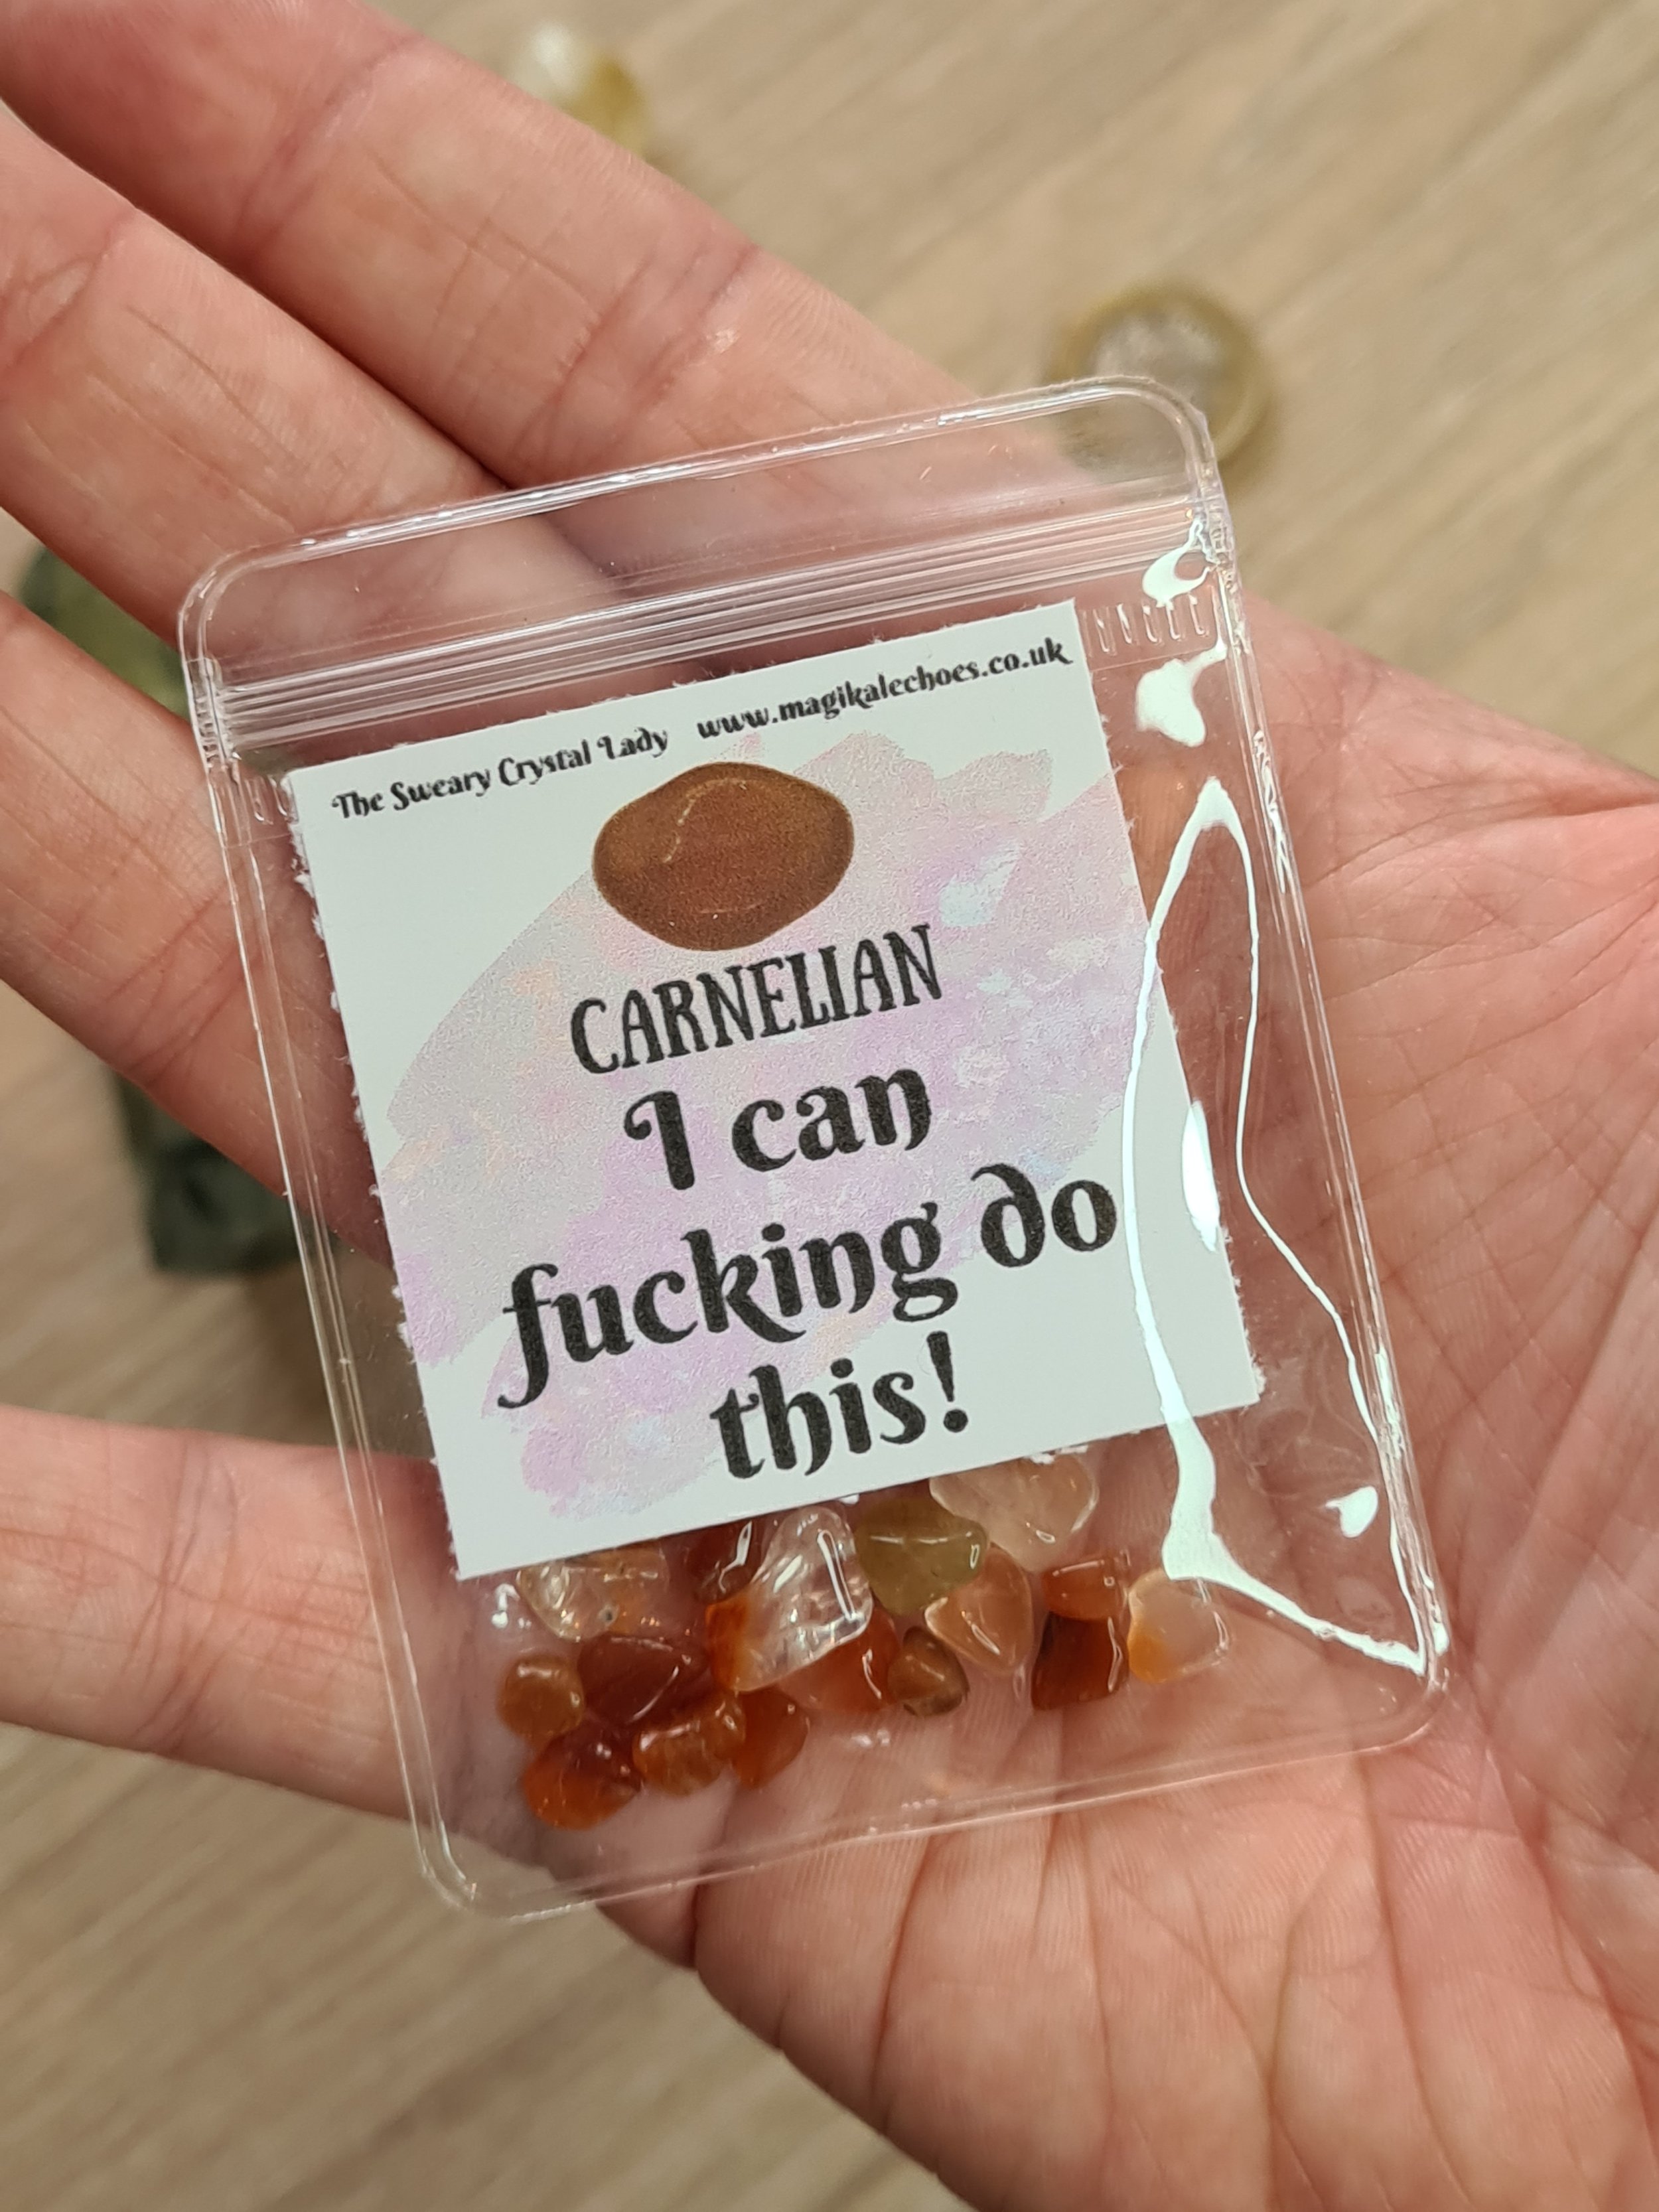 The Sweary Crystal Lady www.magikalechoes.co.uk
CARNELIAN
I can
fucking do
this!